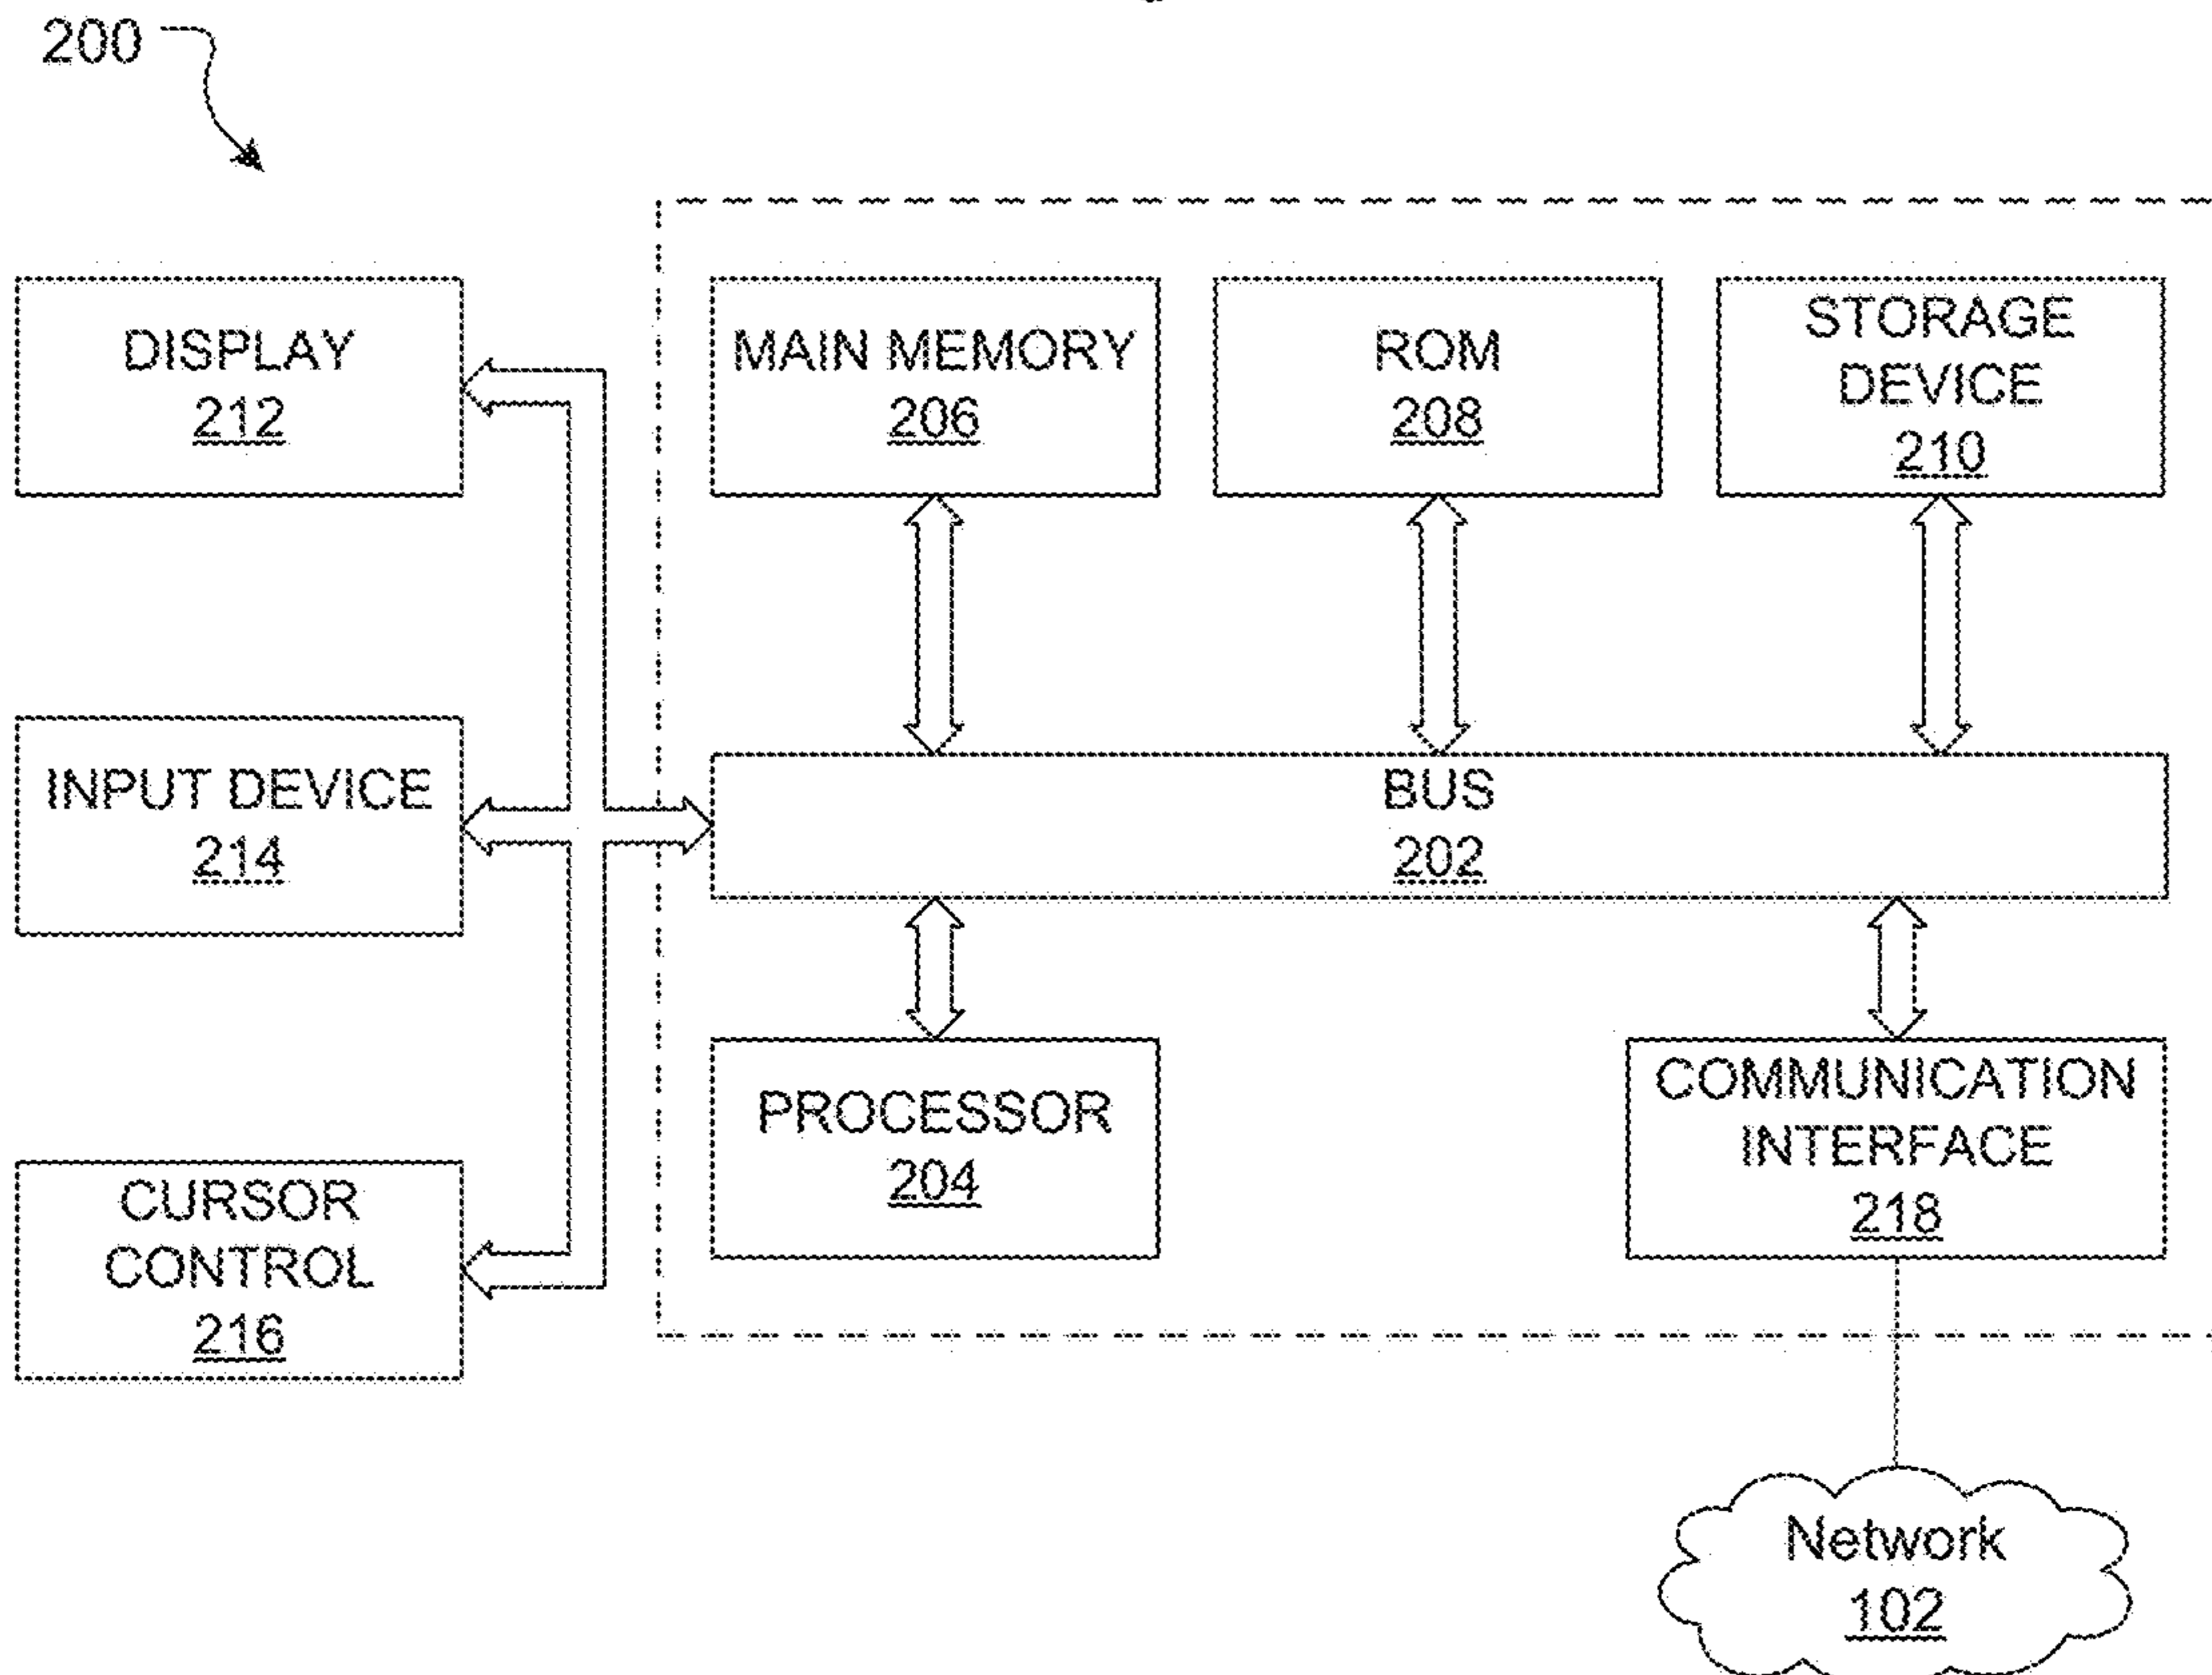 200
DISPLAY
212
MAIN MEMORY
206
ROM
208
STORAGE
DEVICE
210
INPUT DEVICE
214
BUS
202
CURSOR
CONTROL
216
PROCESSOR
204
COMMUNICATION
INTERFACE
218
Network
102